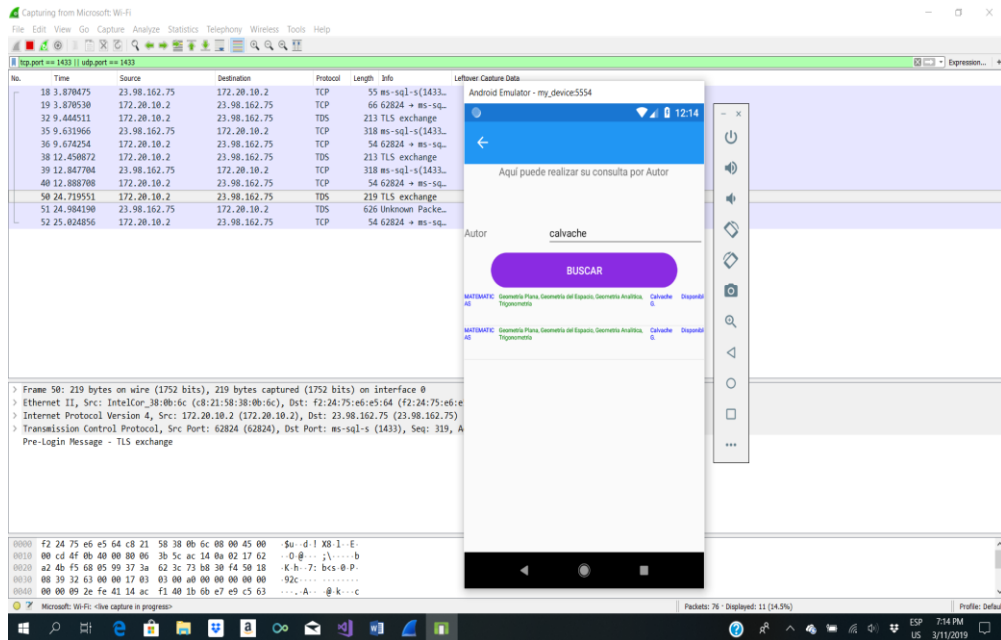 Capturing from Microsoft: Wi-Fi
File Edit View Go Capture Analyze Statistics Telephony Wireless Tools Help
tcp.port == 1433 || udp.port == 1433
Expression...
No. Time Source Destination Protocol Length Info Leftover Capture Data
18 3.870475 23.98.162.75 172.20.10.2 TCP 55 ms-sql-s(1433…
19 3.870530 172.20.10.2 23.98.162.75 TCP 66 62824 → ms-sq…
32 9.444511 172.20.10.2 23.98.162.75 TDS 213 TLS exchange
35 9.631966 23.98.162.75 172.20.10.2 TCP 318 ms-sql-s(1433…
36 9.674254 172.20.10.2 23.98.162.75 TCP 54 62824 → ms-sq…
38 12.450872 172.20.10.2 23.98.162.75 TDS 213 TLS exchange
39 12.847704 23.98.162.75 172.20.10.2 TCP 318 ms-sql-s(1433…
40 12.888708 172.20.10.2 23.98.162.75 TCP 54 62824 → ms-sq…
50 24.719551 172.20.10.2 23.98.162.75 TDS 219 TLS exchange
51 24.984190 23.98.162.75 172.20.10.2 TDS 626 Unknown Packe…
52 25.024856 172.20.10.2 23.98.162.75 TCP 54 62824 → ms-sq…
Android Emulator - my_device:5554
12:14
Aquí puede realizar su consulta por Autor
Autor calvache
BUSCAR
MATEMATIC Geometría Plana, Geometría del Espacio, Geometría Analítica, Calvache Disponibl
AS Trigonometría G.
MATEMATIC Geometría Plana, Geometría del Espacio, Geometría Analítica, Calvache Disponibl
AS Trigonometría G.
> Frame 50: 219 bytes on wire (1752 bits), 219 bytes captured (1752 bits) on interface 0
> Ethernet II, Src: IntelCor_38:0b:6c (c8:21:58:38:0b:6c), Dst: f2:24:75:e6:e5:64 (f2:24:75:e6:e
> Internet Protocol Version 4, Src: 172.20.10.2 (172.20.10.2), Dst: 23.98.162.75 (23.98.162.75)
> Transmission Control Protocol, Src Port: 62824 (62824), Dst Port: ms-sql-s (1433), Seq: 319, A
Pre-Login Message - TLS exchange
0000 f2 24 75 e6 e5 64 c8 21 58 38 0b 6c 08 00 45 00 ·$u··d·! X8·l··E·
0010 00 cd 4f 0b 40 00 80 06 3b 5c ac 14 0a 02 17 62 ··O·@··· ;\·····b
0020 a2 4b f5 68 05 99 37 3a 62 3c 73 b8 30 f4 50 18 ·K·h··7: b<s·0·P·
0030 08 39 32 63 00 00 17 03 03 00 a0 00 00 00 00 00 ·92c···· ········
0040 00 00 09 2e fe 41 14 ac f1 40 1b 6b e7 e9 c5 63 ···.·A·· ·@·k···c
Microsoft: Wi-Fi: <live capture in progress>
Packets: 76 · Displayed: 11 (14.5%)
Profile: Defaul
ESP
US
7:14 PM
3/11/2019